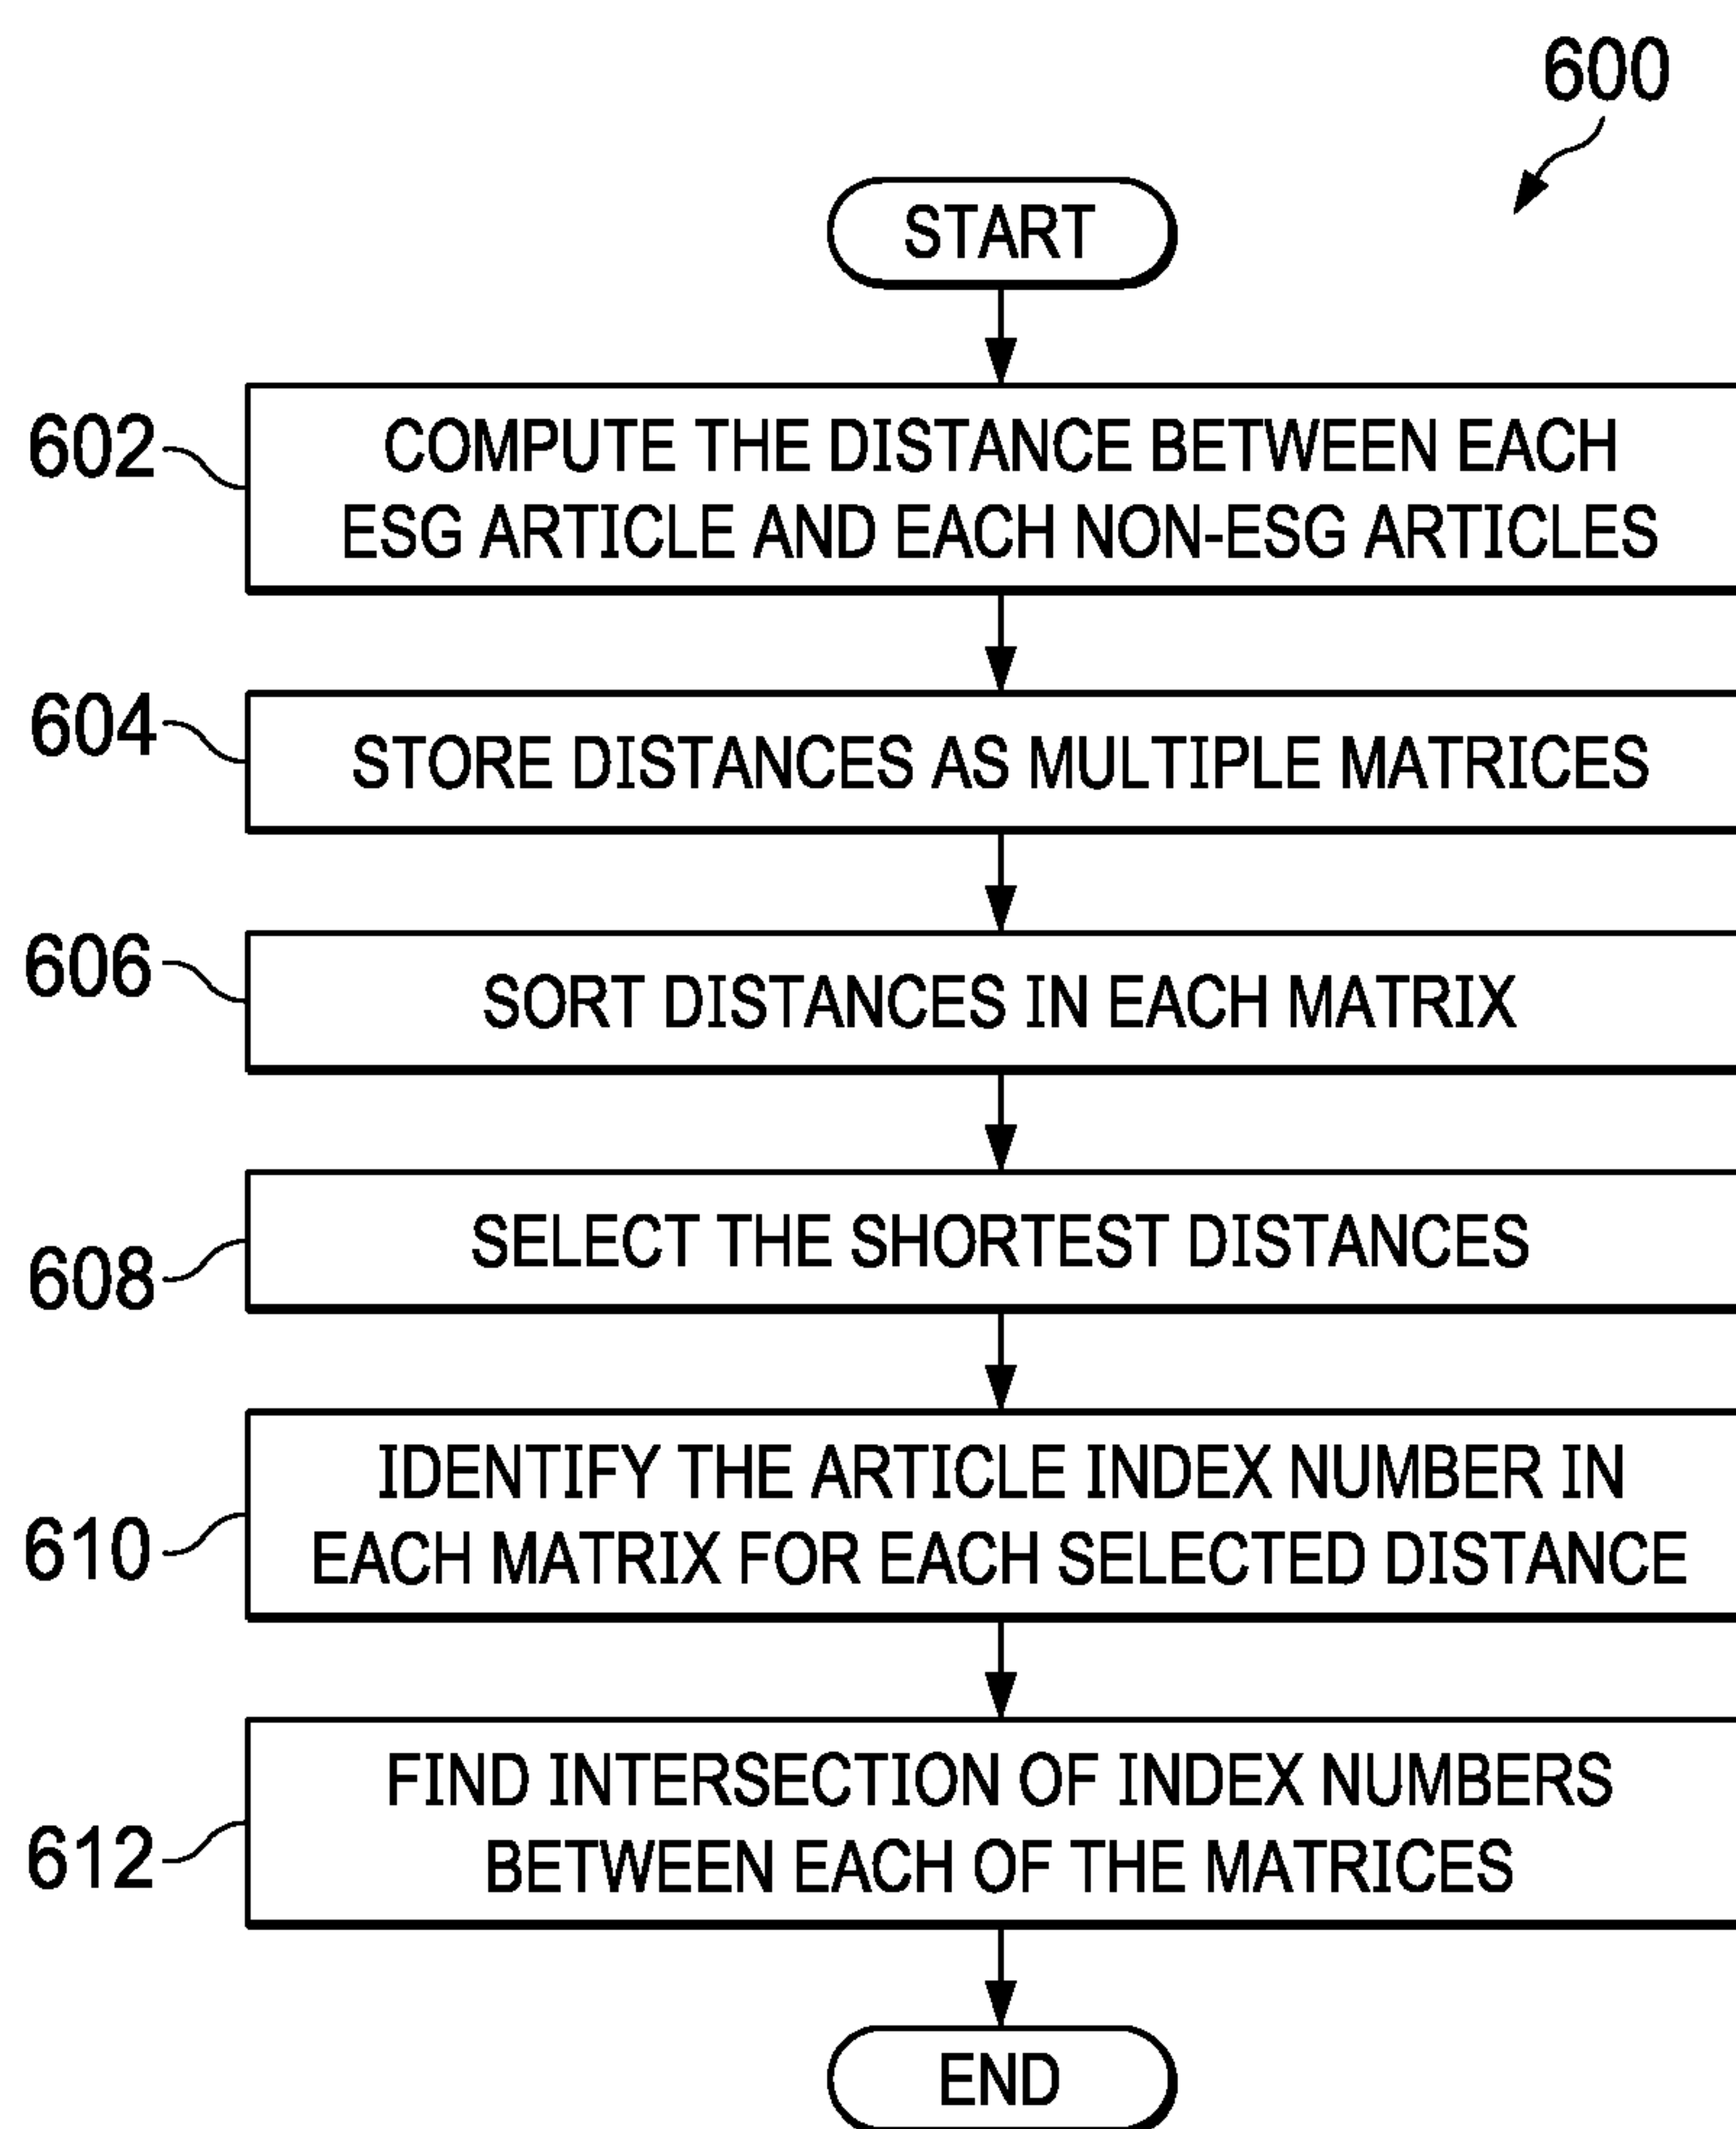 600
START
602
COMPUTE THE DISTANCE BETWEEN EACH
ESG ARTICLE AND EACH NON-ESG ARTICLES
604
STORE DISTANCES AS MULTIPLE MATRICES
606
SORT DISTANCES IN EACH MATRIX
608
SELECT THE SHORTEST DISTANCES
610
IDENTIFY THE ARTICLE INDEX NUMBER IN
EACH MATRIX FOR EACH SELECTED DISTANCE
612
FIND INTERSECTION OF INDEX NUMBERS
BETWEEN EACH OF THE MATRICES
END